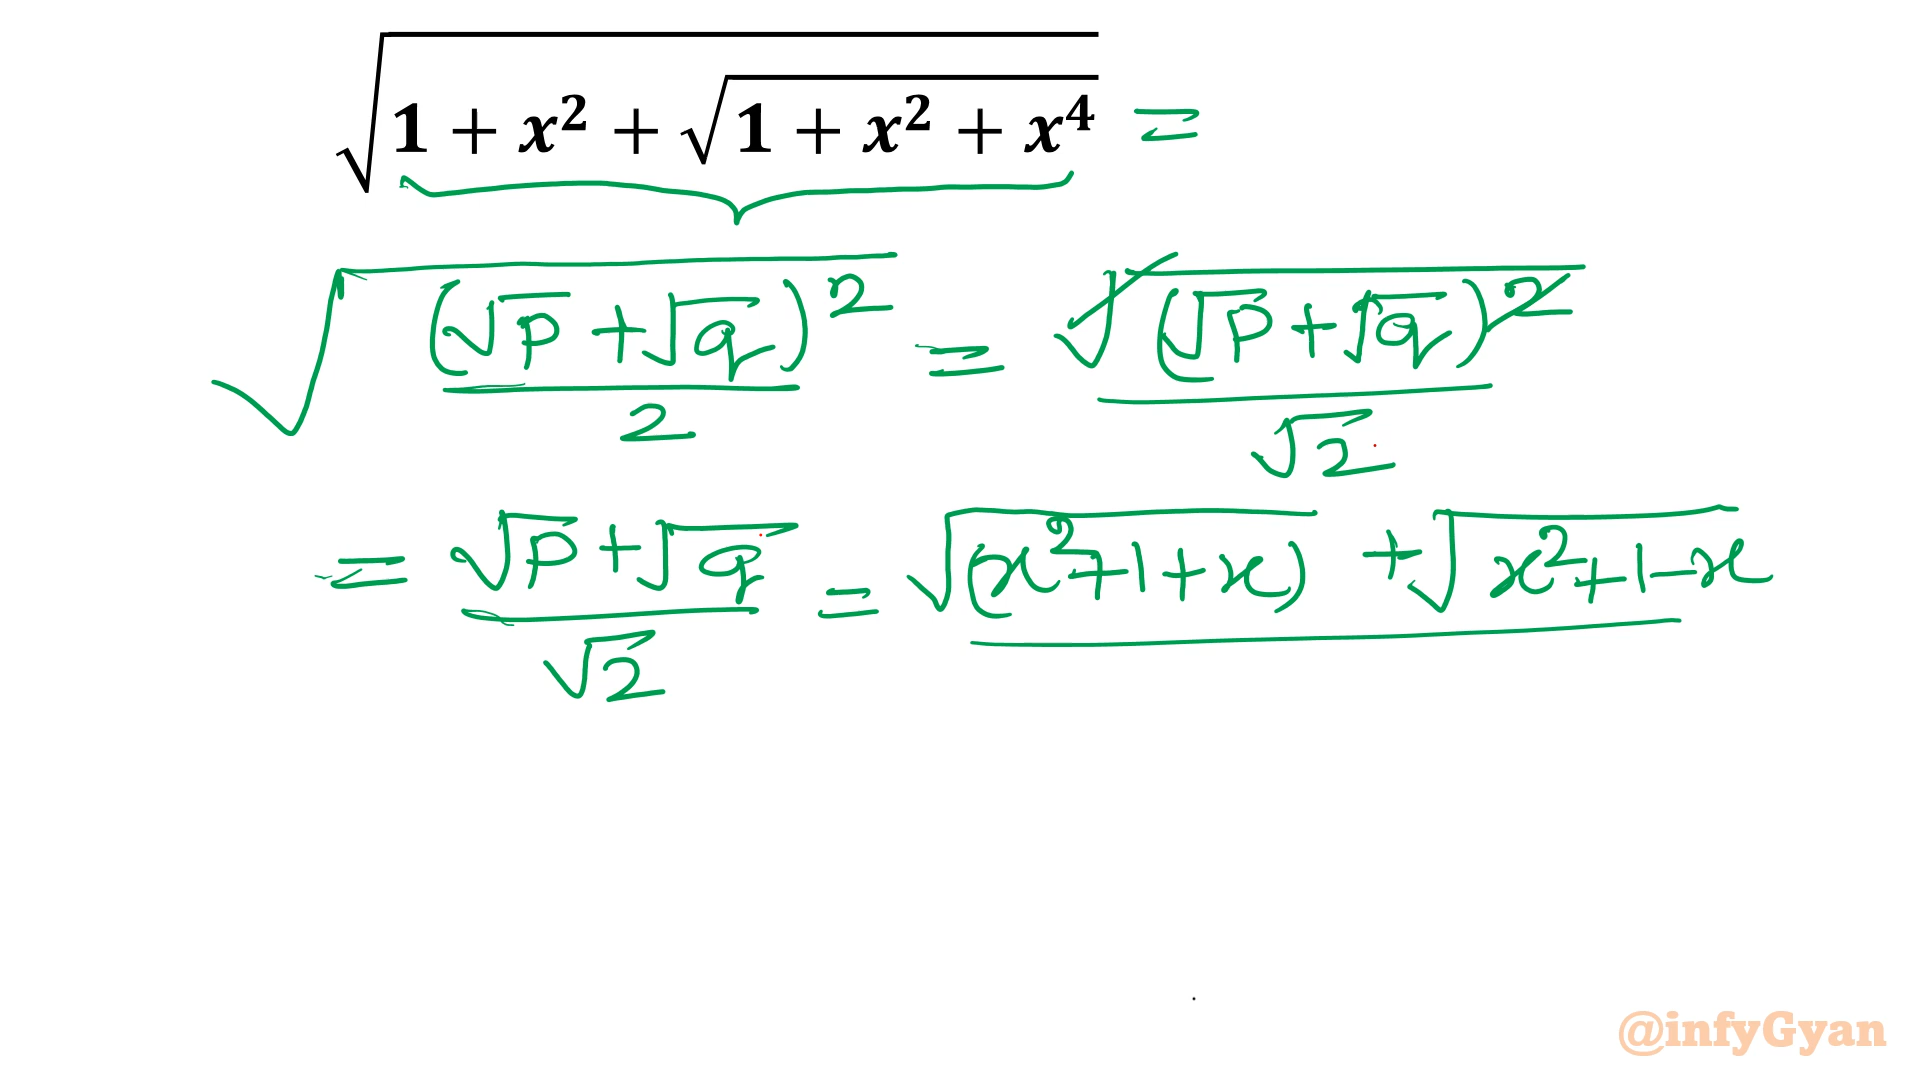 √(1 + x² + √(1 + x² + x⁴)) =
√((√p + √q)² / 2) = √(√p + √q)² / √2
= (√p + √q) / √2 = √(x²+1+x) + √(x²+1-x)
@infyGyan